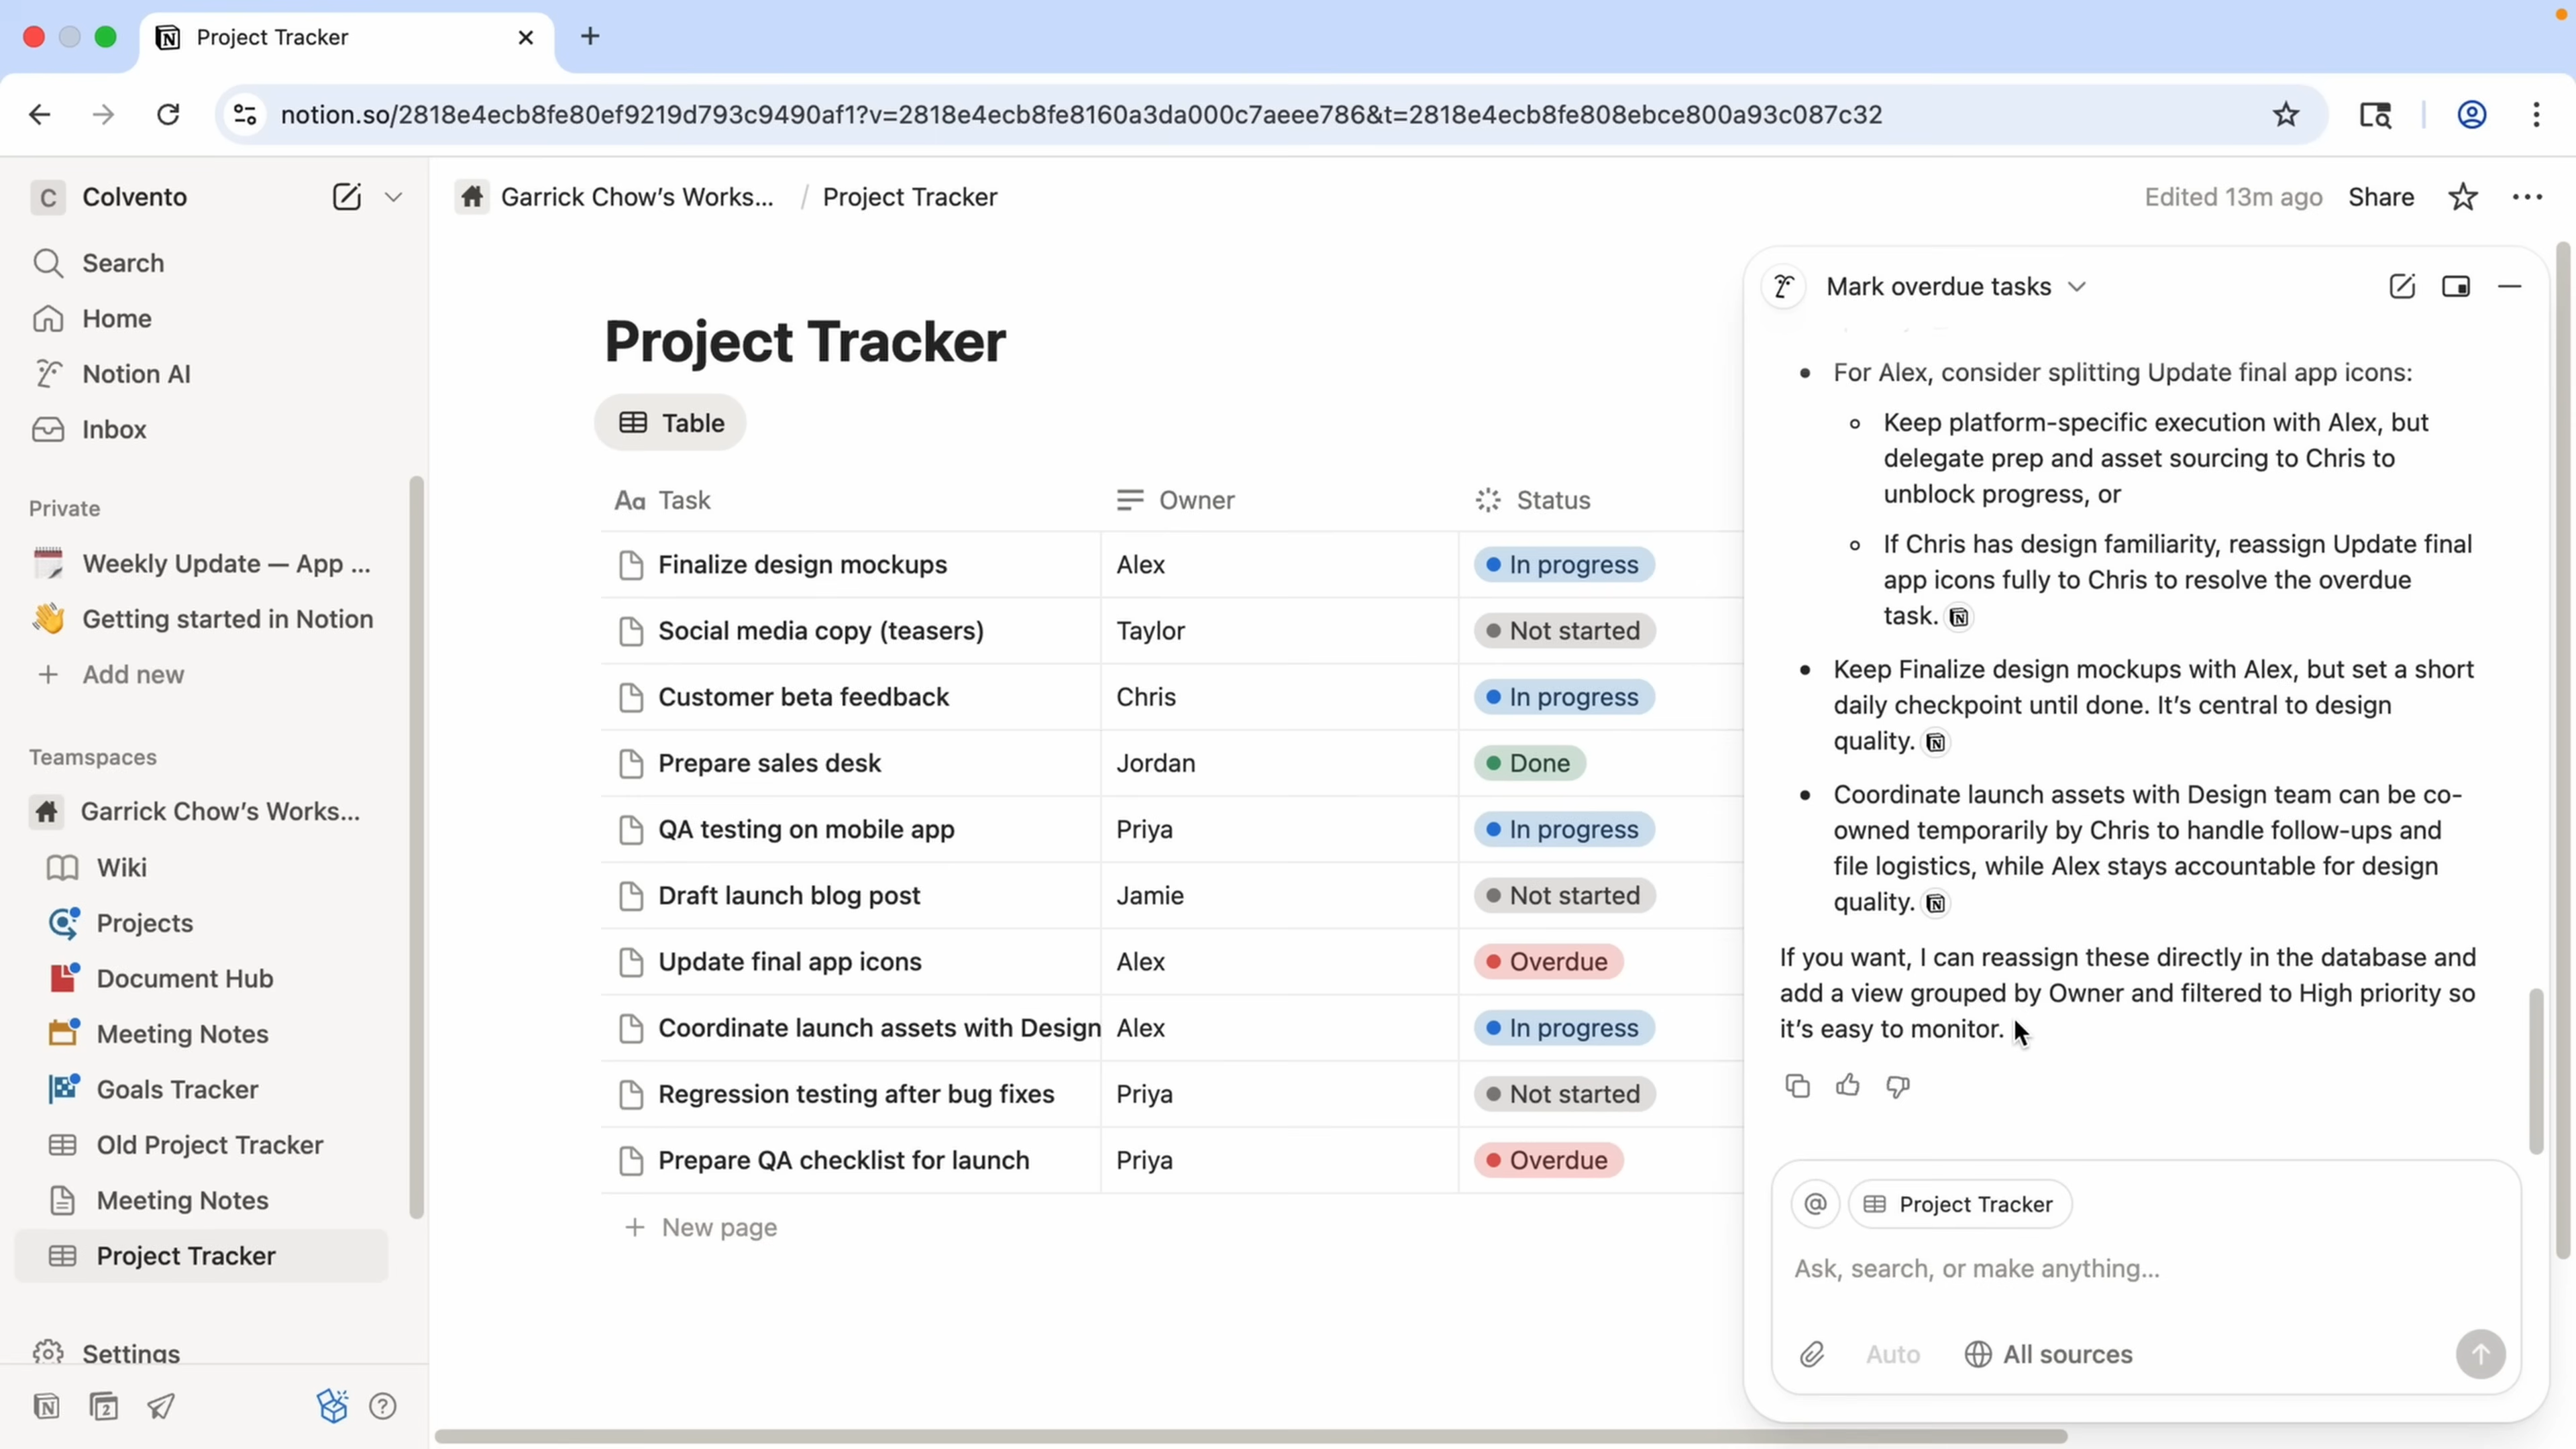 Project Tracker
notion.so/2818e4ecb8fe80ef9219d793c9490af1?v=2818e4ecb8fe8160a3da000c7aeee786&t=2818e4ecb8fe808ebce800a93c087c32
C Colvento
Search
Home
Notion AI
Inbox
Private
Weekly Update — App ...
Getting started in Notion
Add new
Teamspaces
Garrick Chow's Works...
Wiki
Projects
Document Hub
Meeting Notes
Goals Tracker
Old Project Tracker
Meeting Notes
Project Tracker
Settings
2
Garrick Chow's Works... / Project Tracker
Edited 13m ago Share
Project Tracker
Table
Aa Task Owner Status
Finalize design mockups Alex In progress
Social media copy (teasers) Taylor Not started
Customer beta feedback Chris In progress
Prepare sales desk Jordan Done
QA testing on mobile app Priya In progress
Draft launch blog post Jamie Not started
Update final app icons Alex Overdue
Coordinate launch assets with Design Alex In progress
Regression testing after bug fixes Priya Not started
Prepare QA checklist for launch Priya Overdue
New page
Mark overdue tasks
For Alex, consider splitting Update final app icons:
Keep platform-specific execution with Alex, but
delegate prep and asset sourcing to Chris to
unblock progress, or
If Chris has design familiarity, reassign Update final
app icons fully to Chris to resolve the overdue
task.
Keep Finalize design mockups with Alex, but set a short
daily checkpoint until done. It's central to design
quality.
Coordinate launch assets with Design team can be co-
owned temporarily by Chris to handle follow-ups and
file logistics, while Alex stays accountable for design
quality.
If you want, I can reassign these directly in the database and
add a view grouped by Owner and filtered to High priority so
it's easy to monitor.
@ Project Tracker
Ask, search, or make anything...
Auto All sources